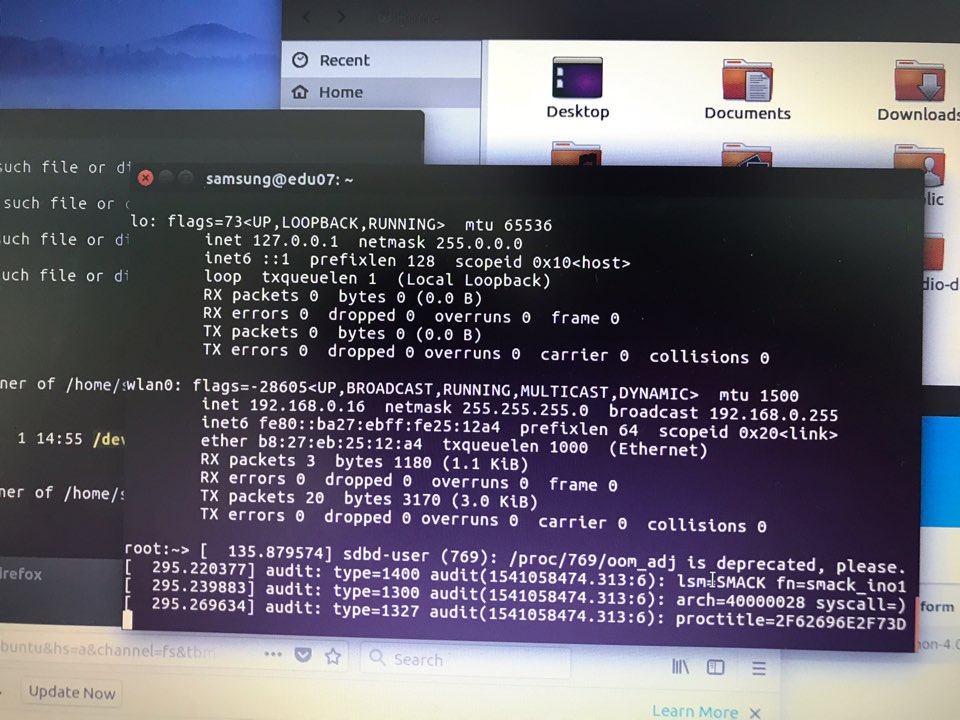 Recent
Home
Desktop
Documents
Downloads
such file or di
such file or
such file or di
uch file or di
lic
dio-d
samsung@edu07: ~
lo: flags=73<UP,LOOPBACK,RUNNING> mtu 65536
inet 127.0.0.1 netmask 255.0.0.0
inet6 ::1 prefixlen 128 scopeid 0x10<host>
loop txqueuelen 1 (Local Loopback)
RX packets 0 bytes 0 (0.0 B)
RX errors 0 dropped 0 overruns 0 frame 0
TX packets 0 bytes 0 (0.0 B)
TX errors 0 dropped 0 overruns 0 carrier 0 collisions 0
ner of /home/s
wlan0: flags=-28605<UP,BROADCAST,RUNNING,MULTICAST,DYNAMIC> mtu 1500
inet 192.168.0.16 netmask 255.255.255.0 broadcast 192.168.0.255
inet6 fe80::ba27:ebff:fe25:12a4 prefixlen 64 scopeid 0x20<link>
1 14:55 /dev
ether b8:27:eb:25:12:a4 txqueuelen 1000 (Ethernet)
RX packets 3 bytes 1180 (1.1 KiB)
RX errors 0 dropped 0 overruns 0 frame 0
ner of /home/s
TX packets 20 bytes 3170 (3.0 KiB)
TX errors 0 dropped 0 overruns 0 carrier 0 collisions 0
root:~> [ 135.879574] sdbd-user (769): /proc/769/oom_adj is deprecated, please.
[ 295.220377] audit: type=1400 audit(1541058474.313:6): lsm=SMACK fn=smack_ino1
[ 295.239883] audit: type=1300 audit(1541058474.313:6): arch=40000028 syscall=)
[ 295.269634] audit: type=1327 audit(1541058474.313:6): proctitle=2F62696E2F73D
refox
form
on-4.0
buntu&hs=a&channel=fs&tbm
Search
Update Now
Learn More